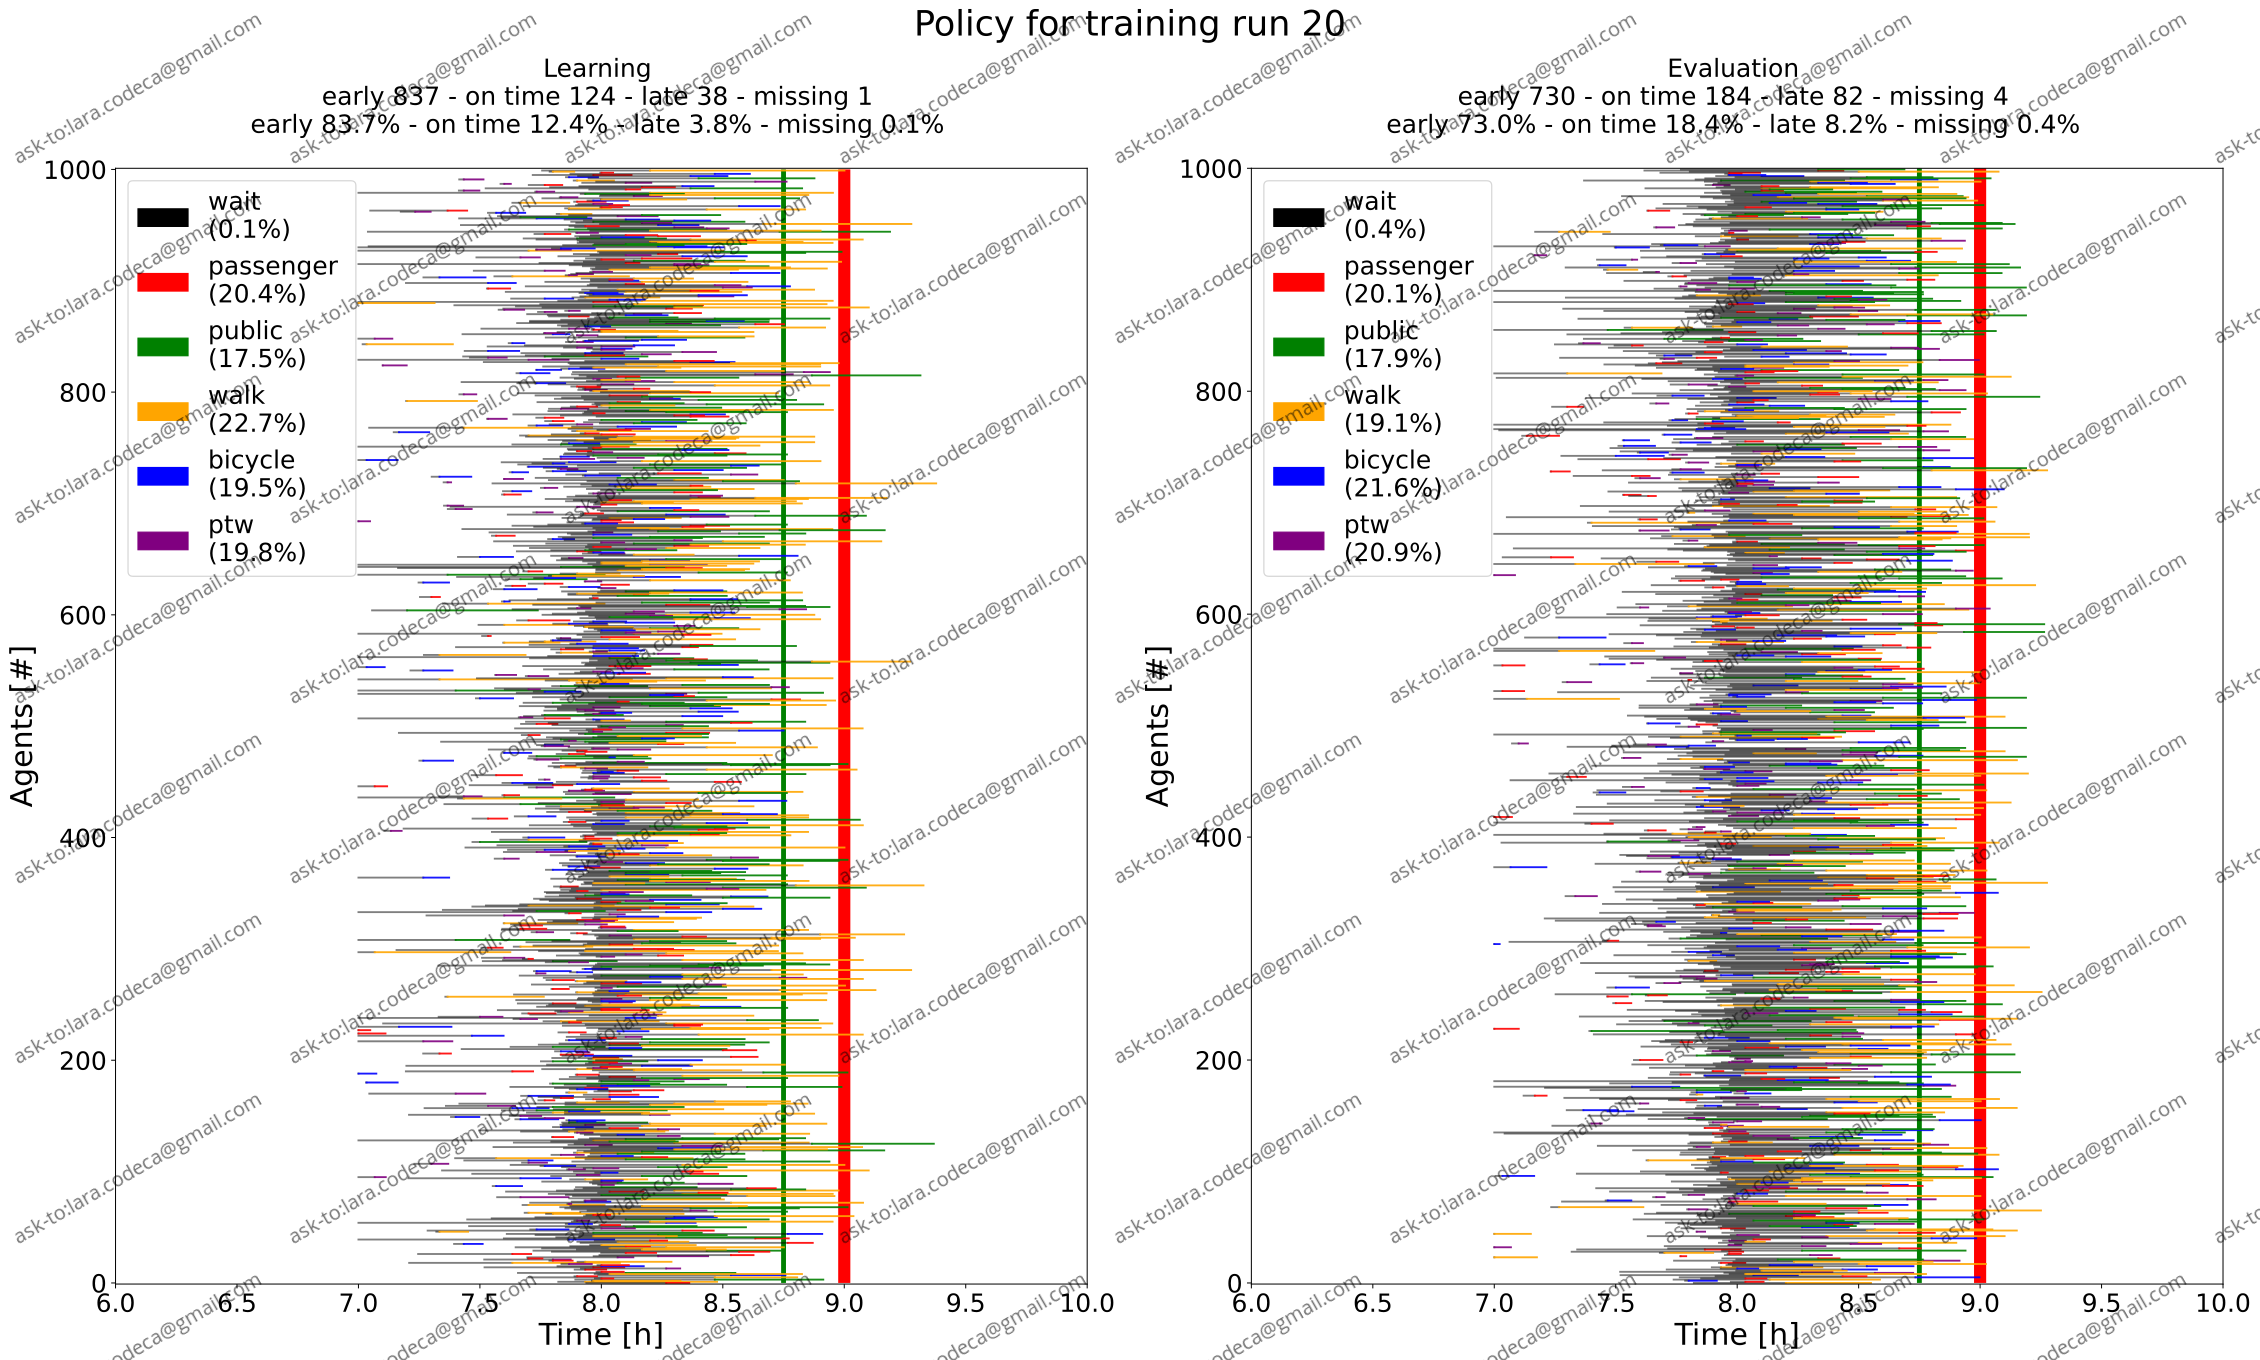 Policy for training run 20
Learning
early 837 - on time 124 - late 38 - missing 1
early 83.7% - on time 12.4% - late 3.8% - missing 0.1%
1000
800
600
400
200
0
Agents [#]
wait
(0.1%)
passenger
(20.4%)
public
(17.5%)
walk
(22.7%)
bicycle
(19.5%)
ptw
(19.8%)
6.0 6.5 7.0 7.5 8.0 8.5 9.0 9.5 10.0
Time [h]
Evaluation
early 730 - on time 184 - late 82 - missing 4
early 73.0% - on time 18.4% - late 8.2% - missing 0.4%
1000
800
600
400
200
0
Agents [#]
wait
(0.4%)
passenger
(20.1%)
public
(17.9%)
walk
(19.1%)
bicycle
(21.6%)
ptw
(20.9%)
6.0 6.5 7.0 7.5 8.0 8.5 9.0 9.5 10.0
Time [h]
ask-to:lara.codeca@gmail.com